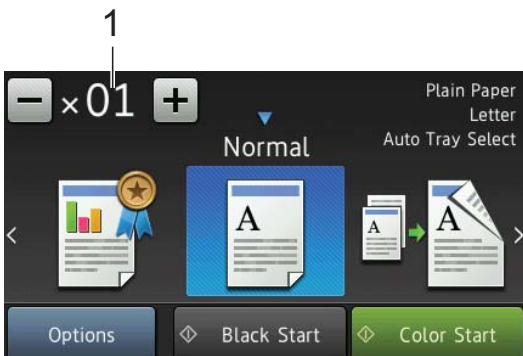 1
- ×01 +
Plain Paper
Letter
Auto Tray Select
Normal
A
A
A
< >
Options
Black Start
Color Start